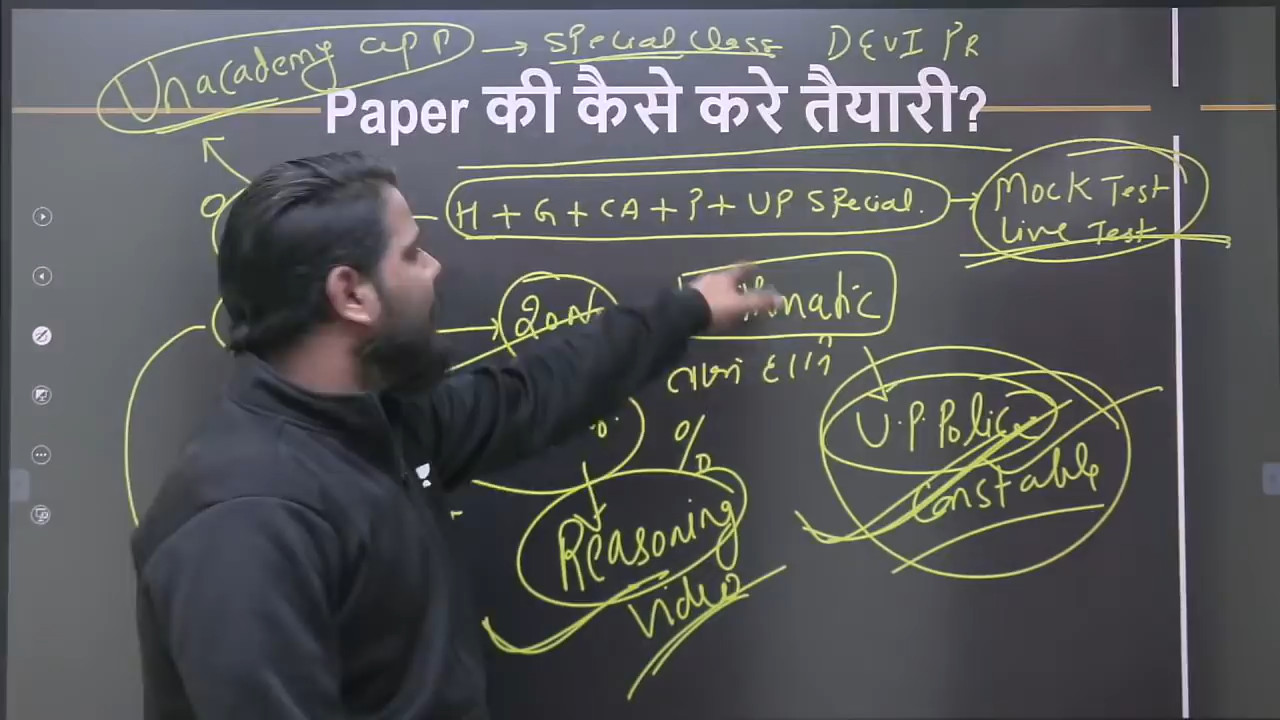 Unacademy app → Special Class DEVI PR
Paper की कैसे करे तैयारी?
H + G + CA + P + UP Special. → Mock Test
Live Test
%
U.P. Police
Constable
Reasoning
Video